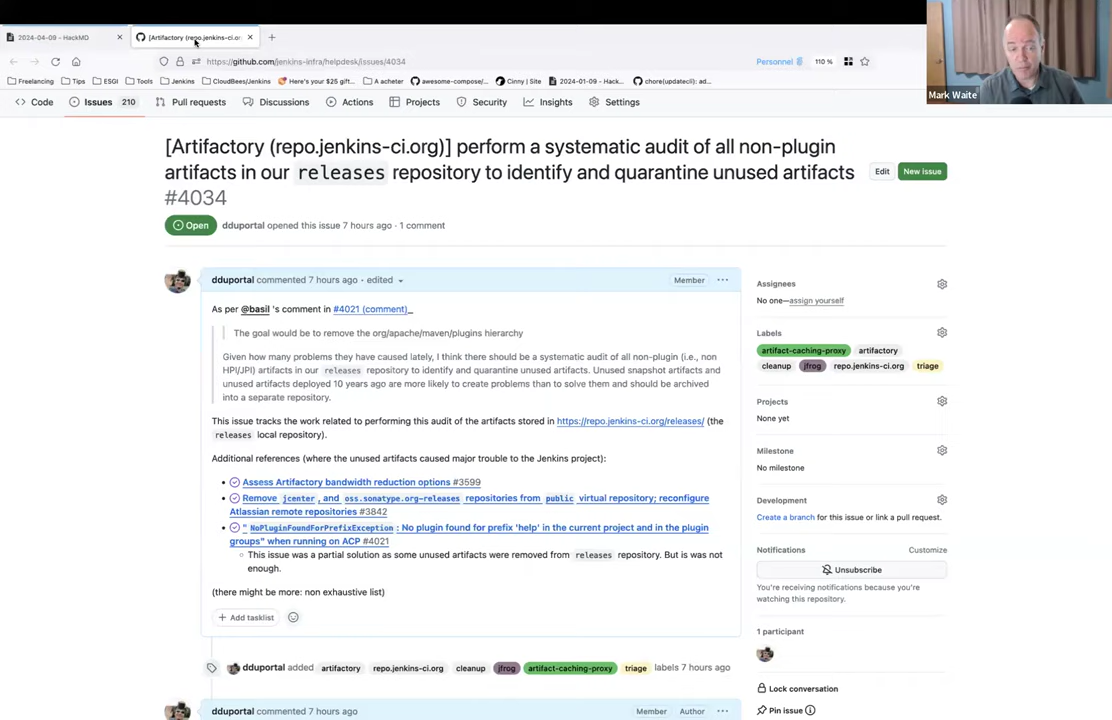 2024-04-09 - HackMD
[Artifactory (repo.jenkins-ci.or
https://github.com/jenkins-infra/helpdesk/issues/4034
Personnel
110 %
Freelancing
Tips
ESGI
Todos
Jenkins
CloudBees/Jenkins
Here's your $25 gift...
A acheter
awesome-compose/...
Cinny | Site
2024-01-09 - Hack...
chore(updatecli): ad...
Mark Waite
Code
Issues 210
Pull requests
Discussions
Actions
Projects
Security
Insights
Settings
[Artifactory (repo.jenkins-ci.org)] perform a systematic audit of all non-plugin
artifacts in our releases repository to identify and quarantine unused artifacts
#4034
Edit
New issue
Open
dduportal opened this issue 7 hours ago · 1 comment
dduportal commented 7 hours ago · edited
Member
As per @basil 's comment in #4021 (comment)_
The goal would be to remove the org/apache/maven/plugins hierarchy
Given how many problems they have caused lately, I think there should be a systematic audit of all non-plugin (i.e., non
HPI/JPI) artifacts in our releases repository to identify and quarantine unused artifacts. Unused snapshot artifacts and
unused artifacts deployed 10 years ago are more likely to create problems than to solve them and should be archived
into a separate repository.
This issue tracks the work related to performing this audit of the artifacts stored in https://repo.jenkins-ci.org/releases/ (the
releases local repository).
Additional references (where the unused artifacts caused major trouble to the Jenkins project):
Assess Artifactory bandwidth reduction options #3599
Remove jcenter , and oss.sonatype.org-releases repositories from public virtual repository; reconfigure
Atlassian remote repositories #3842
" NoPluginFoundForPrefixException : No plugin found for prefix 'help' in the current project and in the plugin
groups" when running on ACP #4021
This issue was a partial solution as some unused artifacts were removed from releases repository. But is was not
enough.
(there might be more: non exhaustive list)
Add tasklist
dduportal added artifactory repo.jenkins-ci.org cleanup jfrog artifact-caching-proxy triage labels 7 hours ago
dduportal commented 7 hours ago
Member
Author
Assignees
No one—assign yourself
Labels
artifact-caching-proxy
artifactory
cleanup
jfrog
repo.jenkins-ci.org
triage
Projects
None yet
Milestone
No milestone
Development
Create a branch for this issue or link a pull request.
Notifications
Customize
Unsubscribe
You're receiving notifications because you're
watching this repository.
1 participant
Lock conversation
Pin issue